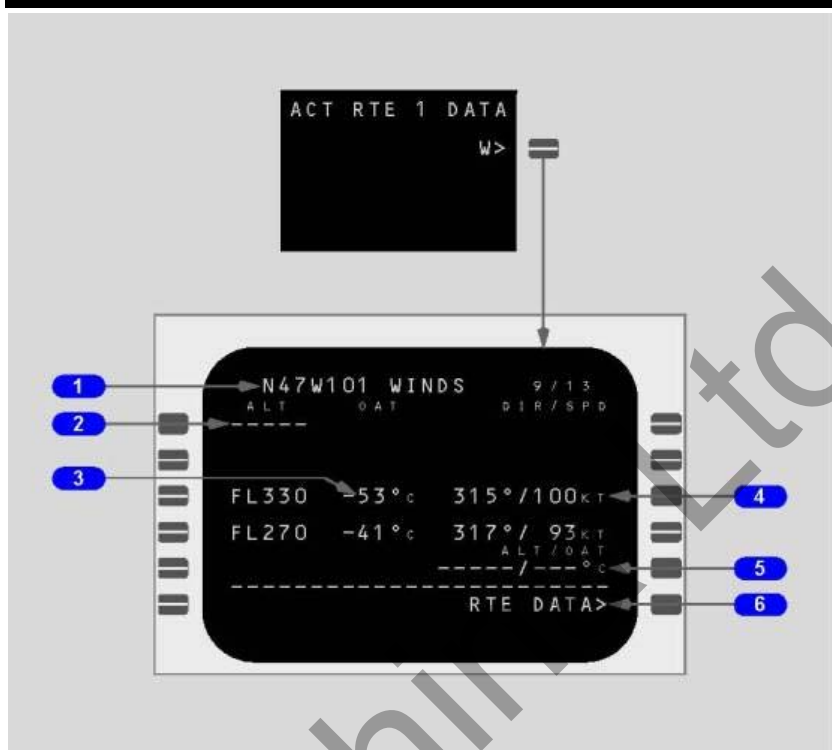 ACT RTE 1 DATA
W>
1
N47W101 WINDS 9/13
ALT OAT DIR/SPD
2
-----
3
FL330 -53°C 315°/100KT
4
FL270 -41°C 317°/ 93KT
ALT/OAT
-----/---°C
5
--------------------------------
RTE DATA>
6